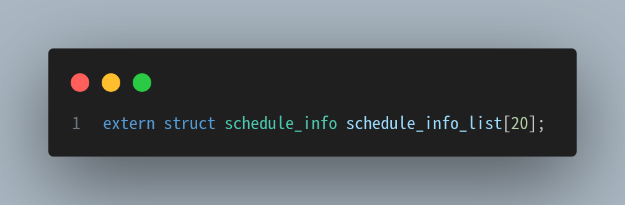 1 extern struct schedule_info schedule_info_list[20];